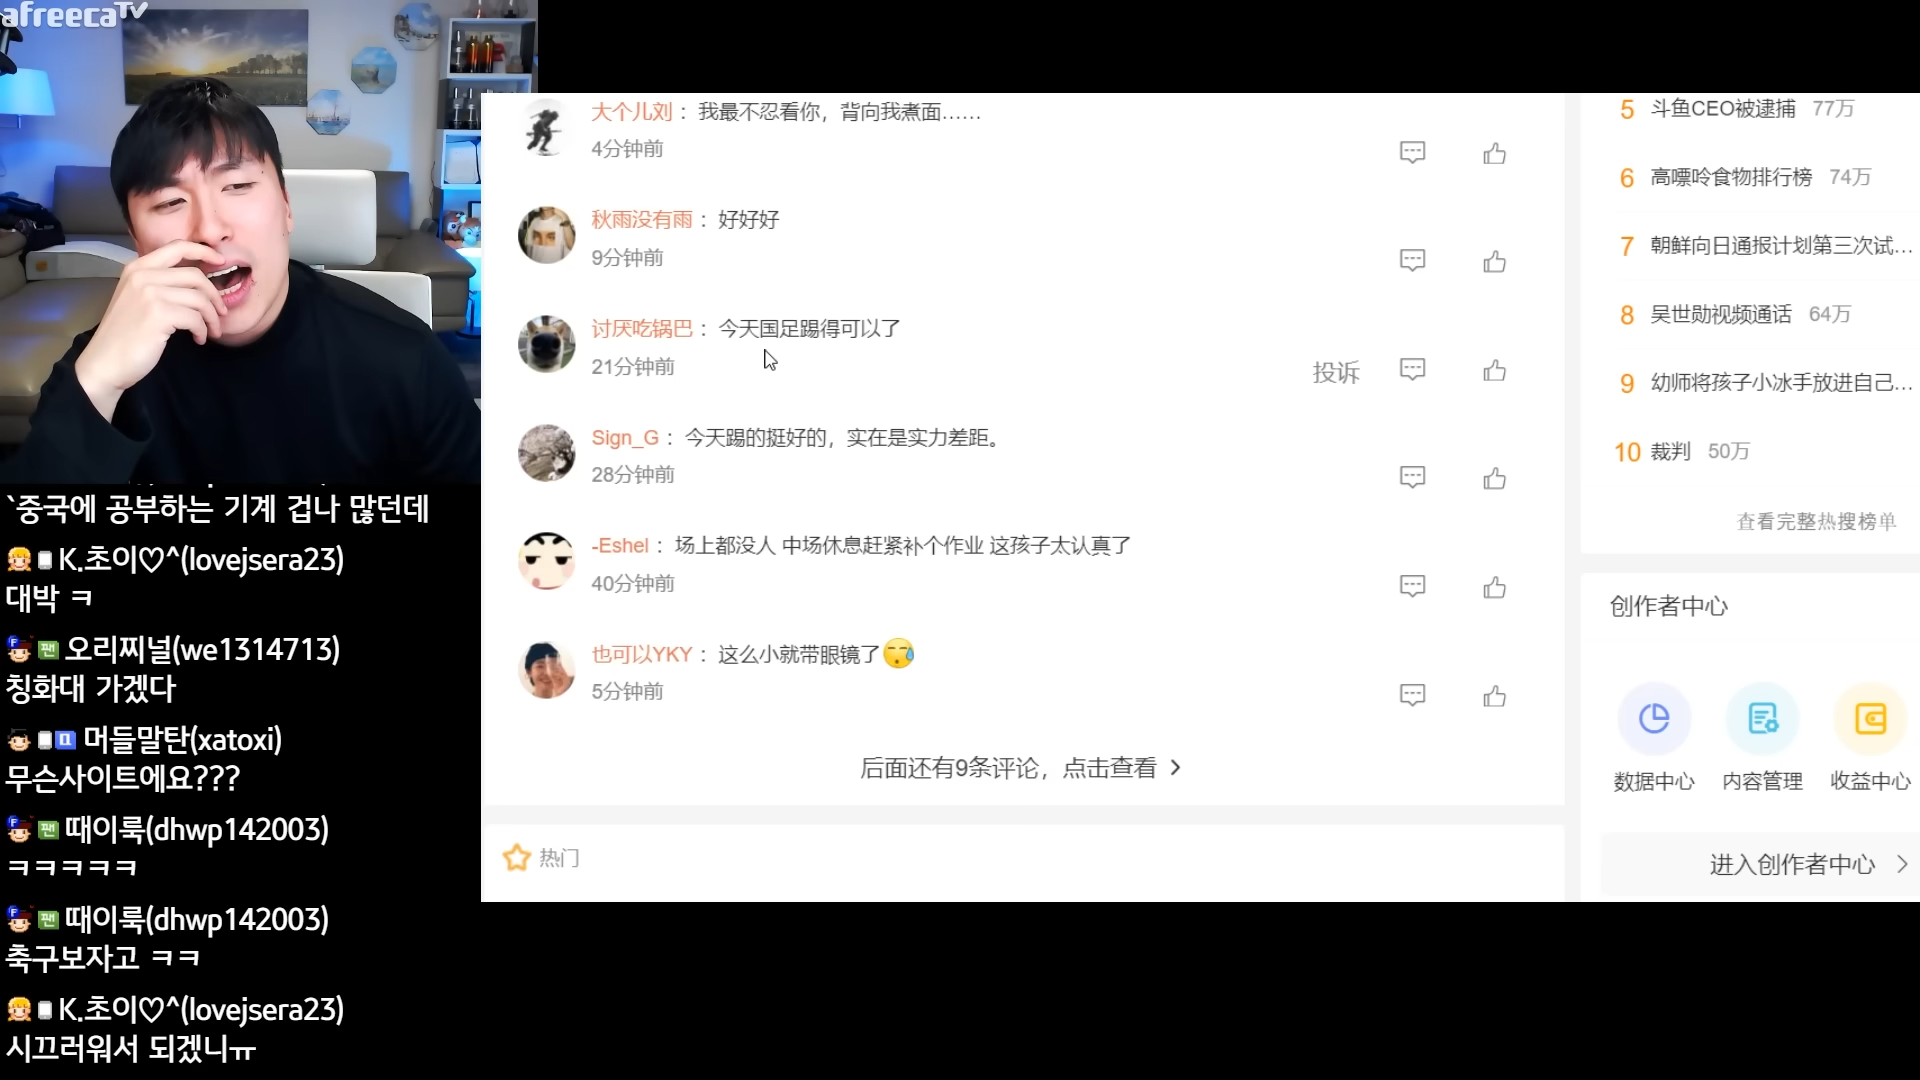 afreecaTV
`중국에 공부하는 기계 겁나 많던데
K.초이♡^(lovejsera23)
대박 ㅋ
팬 오리찌널(we1314713)
칭화대 가겠다
머들말탄(xatoxi)
무슨사이트에요???
팬 때이룩(dhwp142003)
ㅋㅋㅋㅋㅋ
팬 때이룩(dhwp142003)
축구보자고 ㅋㅋ
K.초이♡^(lovejsera23)
시끄러워서 되겠니ㅠ
大个儿刘：我最不忍看你，背向我煮面……
4分钟前
秋雨没有雨：好好好
9分钟前
讨厌吃锅巴：今天国足踢得可以了
21分钟前
投诉
Sign_G：今天踢的挺好的，实在是实力差距。
28分钟前
-Eshel：场上都没人 中场休息赶紧补个作业 这孩子太认真了
40分钟前
也可以YKY：这么小就带眼镜了
5分钟前
后面还有9条评论，点击查看 >
热门
5 斗鱼CEO被逮捕 77万
6 高嘌呤食物排行榜 74万
7 朝鲜向日通报计划第三次试...
8 吴世勋视频通话 64万
9 幼师将孩子小冰手放进自己...
10 裁判 50万
查看完整热搜榜单
创作者中心
数据中心 内容管理 收益中心
进入创作者中心 >